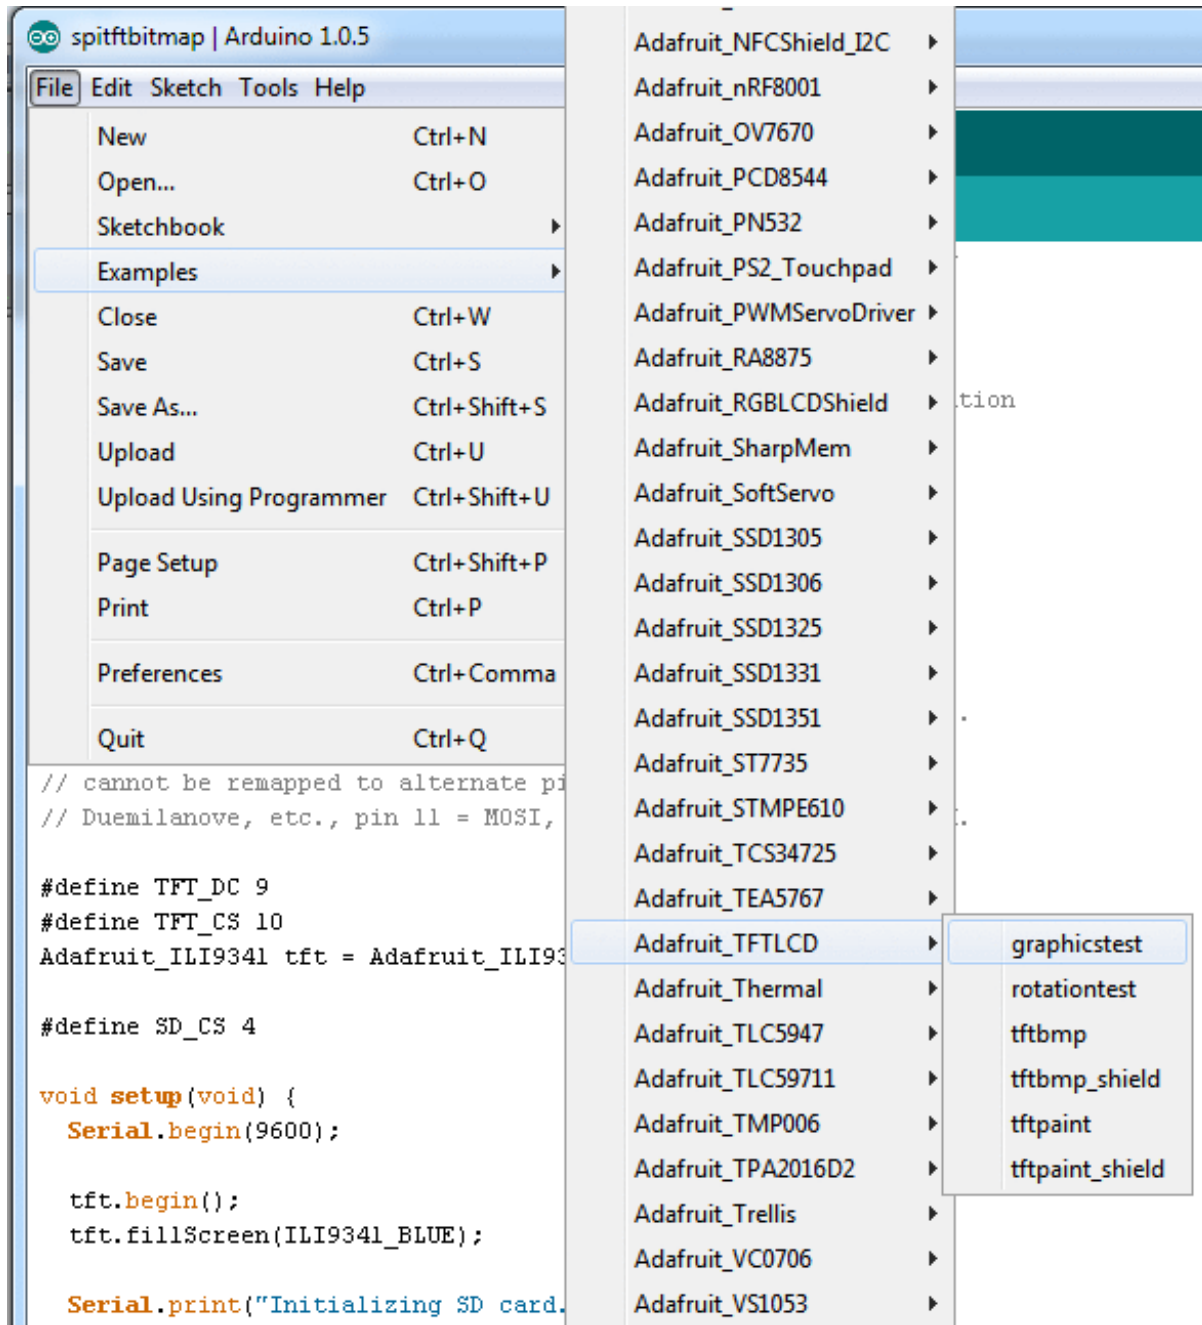 spitftbitmap | Arduino 1.0.5
File Edit Sketch Tools Help
New Ctrl+N
Open... Ctrl+O
Sketchbook
Examples
Close Ctrl+W
Save Ctrl+S
Save As... Ctrl+Shift+S
Upload Ctrl+U
Upload Using Programmer Ctrl+Shift+U
Page Setup Ctrl+Shift+P
Print Ctrl+P
Preferences Ctrl+Comma
Quit Ctrl+Q
Adafruit_NFCShield_I2C
Adafruit_nRF8001
Adafruit_OV7670
Adafruit_PCD8544
Adafruit_PN532
Adafruit_PS2_Touchpad
Adafruit_PWMServoDriver
Adafruit_RA8875
Adafruit_RGBLCDShield
Adafruit_SharpMem
Adafruit_SoftServo
Adafruit_SSD1305
Adafruit_SSD1306
Adafruit_SSD1325
Adafruit_SSD1331
Adafruit_SSD1351
Adafruit_ST7735
Adafruit_STMPE610
Adafruit_TCS34725
Adafruit_TEA5767
Adafruit_TFTLCD
Adafruit_Thermal
Adafruit_TLC5947
Adafruit_TLC59711
Adafruit_TMP006
Adafruit_TPA2016D2
Adafruit_Trellis
Adafruit_VC0706
Adafruit_VS1053
graphicstest
rotationtest
tftbmp
tftbmp_shield
tftpaint
tftpaint_shield
tion
// cannot be remapped to alternate pi
// Duemilanove, etc., pin 11 = MOSI,
#define TFT_DC 9
#define TFT_CS 10
Adafruit_ILI9341 tft = Adafruit_ILI93
#define SD_CS 4
void setup(void) {
Serial.begin(9600);
tft.begin();
tft.fillScreen(ILI9341_BLUE);
Serial.print("Initializing SD card.